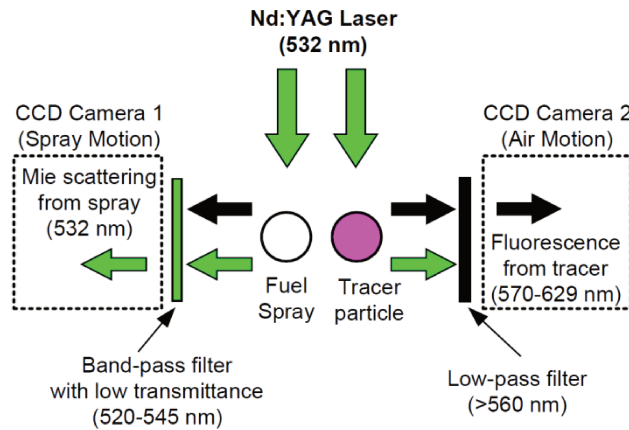 Nd:YAG Laser
(532 nm)
CCD Camera 1
(Spray Motion)
Mie scattering
from spray
(532 nm)
CCD Camera 2
(Air Motion)
Fluorescence
from tracer
(570-629 nm)
Fuel
Spray
Tracer
particle
Band-pass filter
with low transmittance
(520-545 nm)
Low-pass filter
(>560 nm)